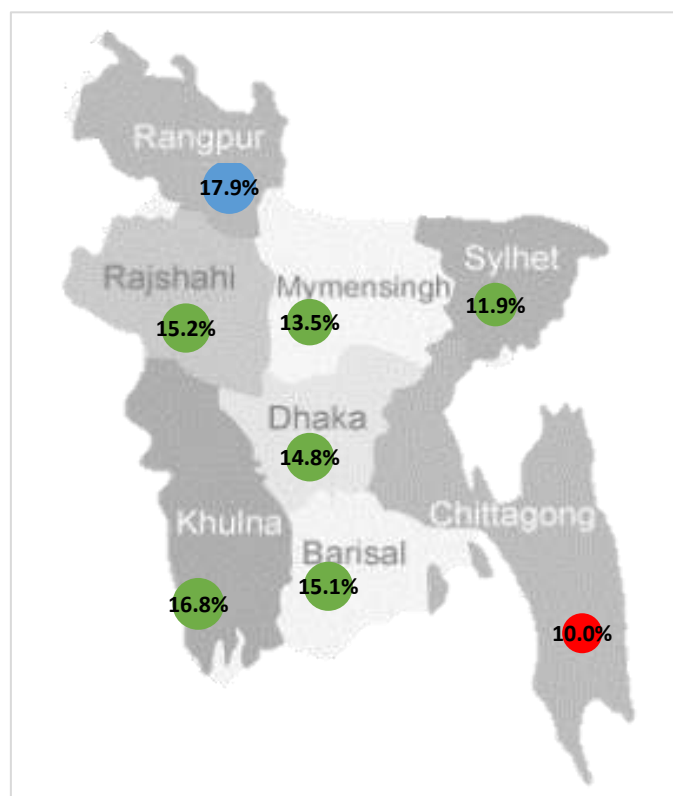 Rangpur
17.9%
Rajshahi
15.2%
Mymensingh
13.5%
Sylhet
11.9%
Dhaka
14.8%
Khulna
16.8%
Barisal
15.1%
Chittagong
10.0%